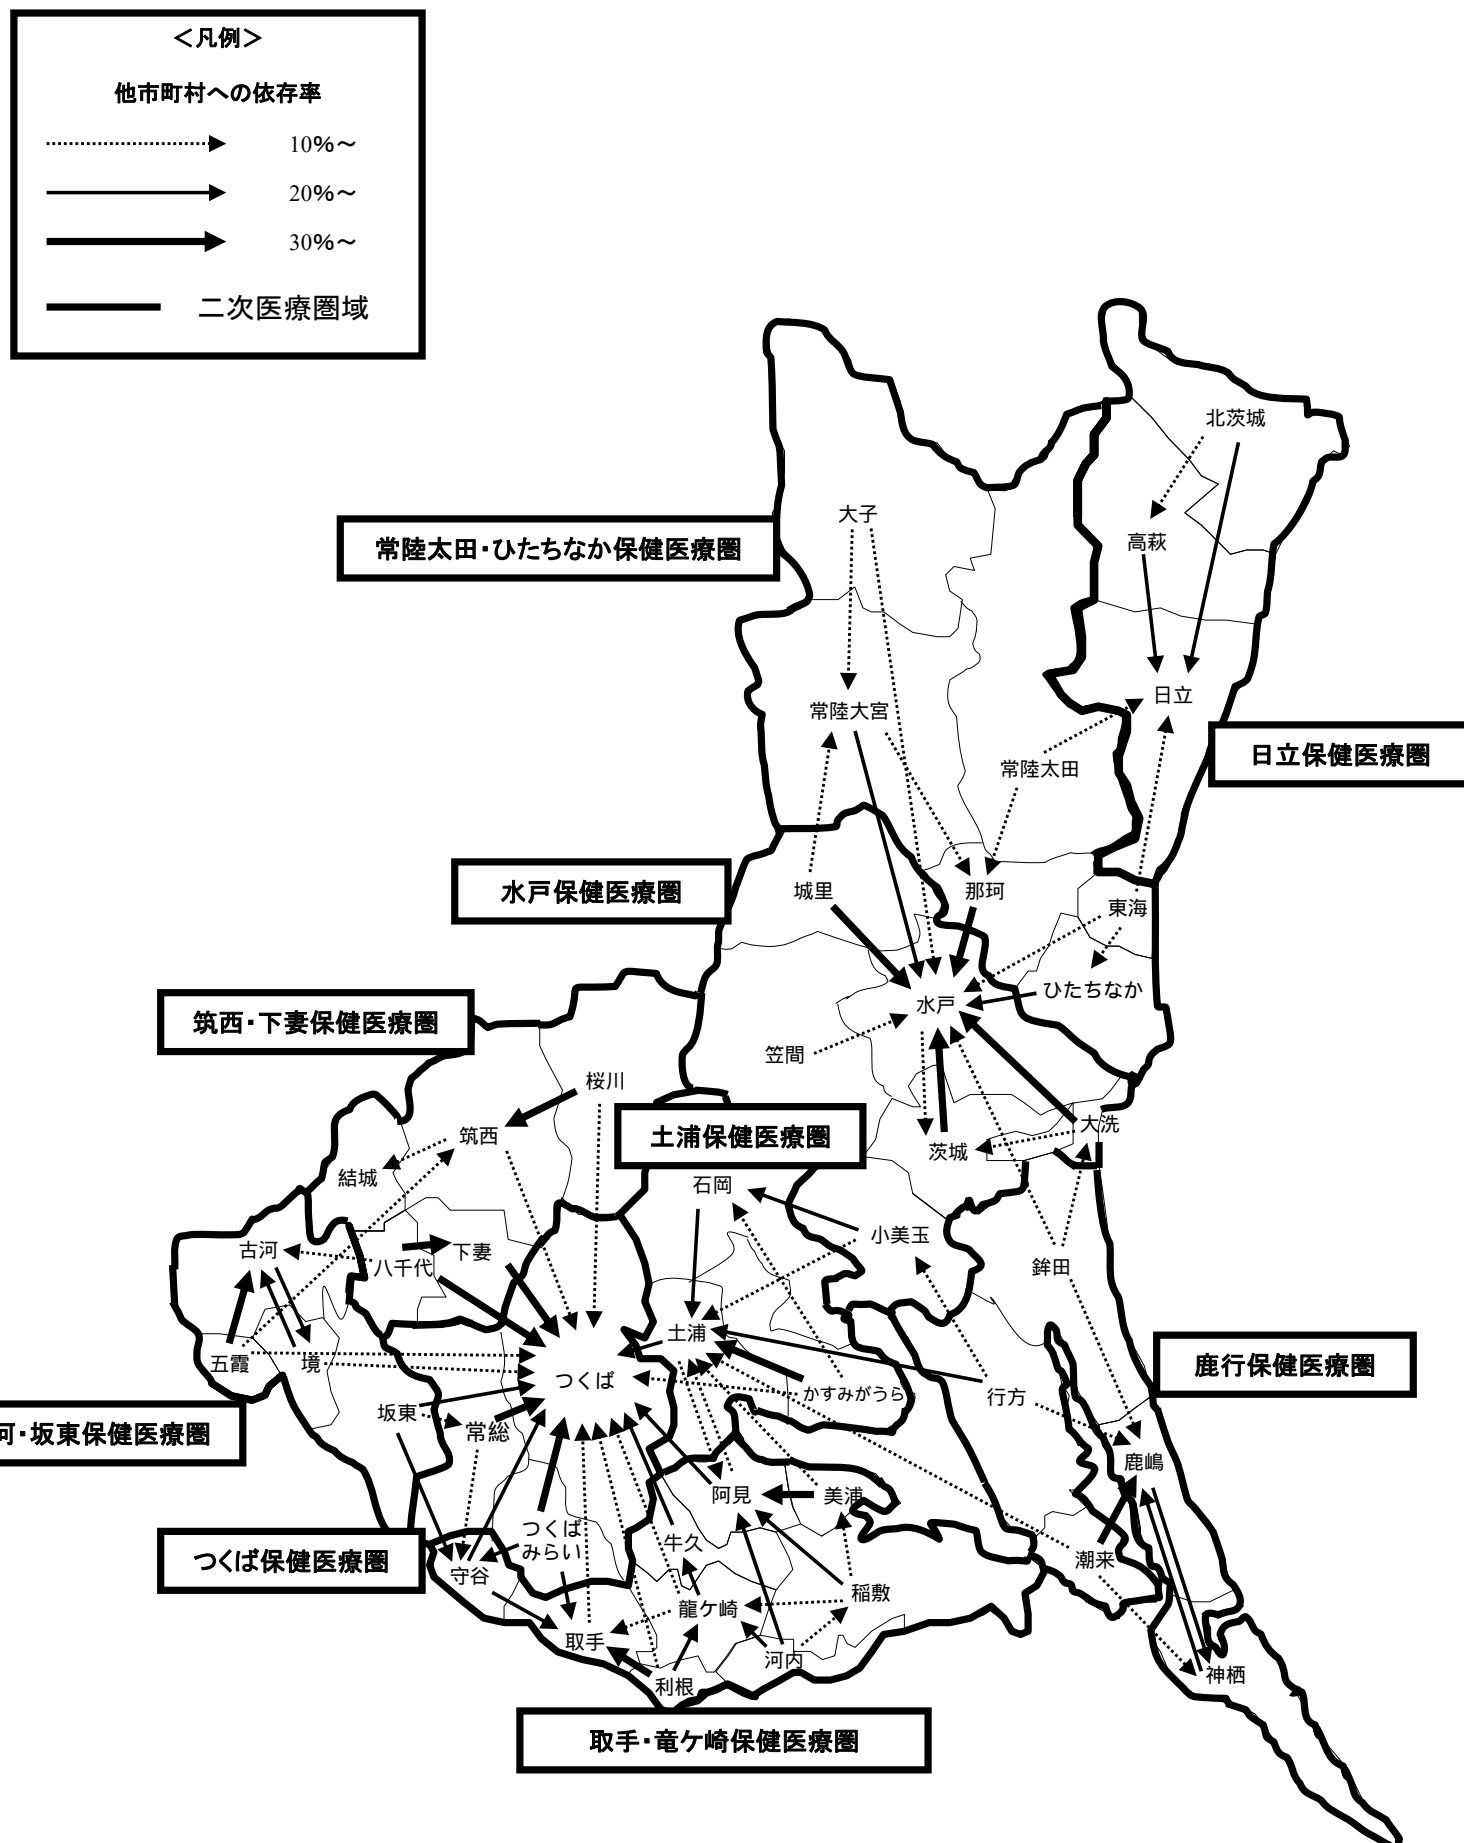 ＜凡例＞
他市町村への依存率
10%～
20%～
30%～
二次医療圏域
北茨城
大子
常陸太田・ひたちなか保健医療圏
高萩
日立
常陸大宮
日立保健医療圏
常陸太田
水戸保健医療圏
城里
那珂
東海
ひたちなか
水戸
筑西・下妻保健医療圏
笠間
桜川
土浦保健医療圏
筑西
大洗
茨城
結城
石岡
小美玉
古河
八千代
下妻
鉾田
土浦
五霞
境
鹿行保健医療圏
つくば
かすみがうら
行方
坂東
常総
河・坂東保健医療圏
鹿嶋
阿見
美浦
つくば
みらい
牛久
つくば保健医療圏
守谷
潮来
稲敷
龍ケ崎
取手
河内
利根
神栖
取手・竜ケ崎保健医療圏